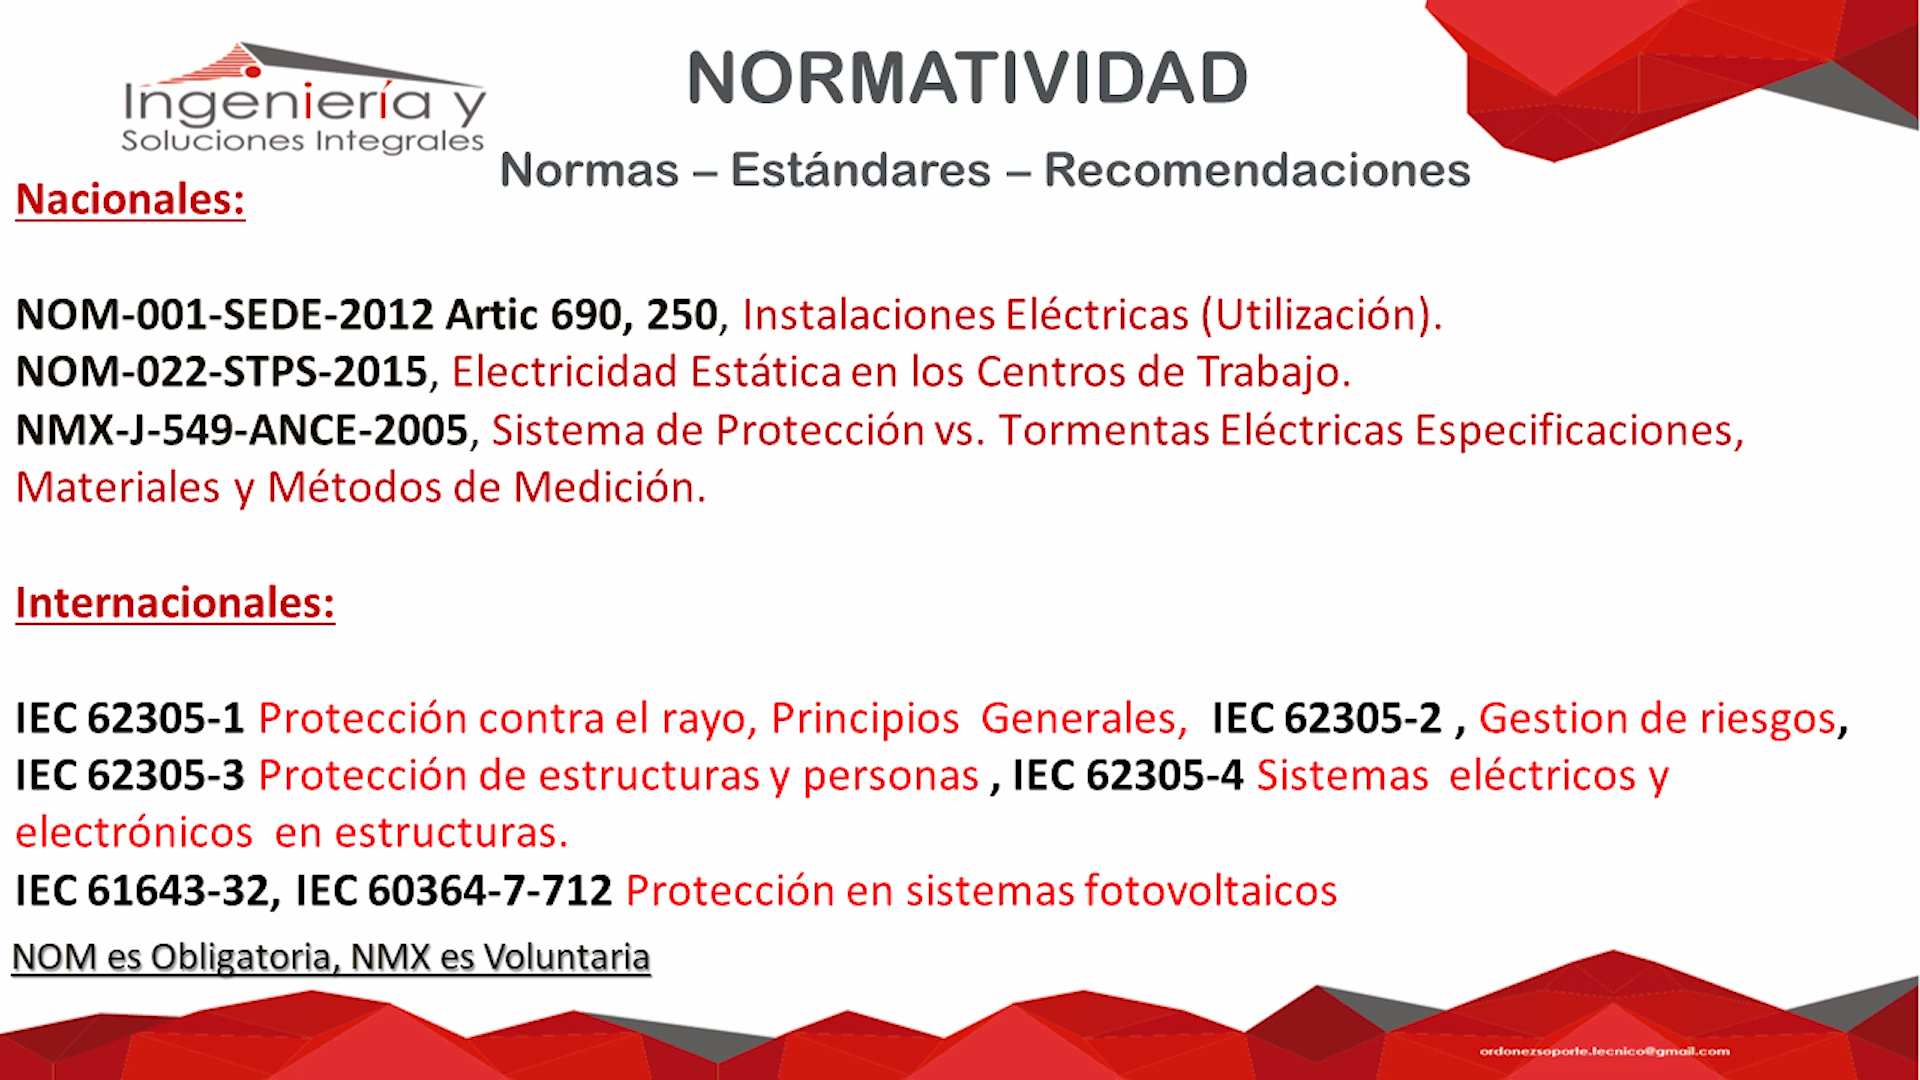 Ingeniería y
Soluciones Integrales
NORMATIVIDAD
Normas – Estándares – Recomendaciones
Nacionales:
NOM-001-SEDE-2012 Artic 690, 250, Instalaciones Eléctricas (Utilización).
NOM-022-STPS-2015, Electricidad Estática en los Centros de Trabajo.
NMX-J-549-ANCE-2005, Sistema de Protección vs. Tormentas Eléctricas Especificaciones,
Materiales y Métodos de Medición.
Internacionales:
IEC 62305-1 Protección contra el rayo, Principios Generales, IEC 62305-2 , Gestion de riesgos,
IEC 62305-3 Protección de estructuras y personas , IEC 62305-4 Sistemas eléctricos y
electrónicos en estructuras.
IEC 61643-32, IEC 60364-7-712 Protección en sistemas fotovoltaicos
NOM es Obligatoria, NMX es Voluntaria
ordonezsoporte.tecnico@gmail.com